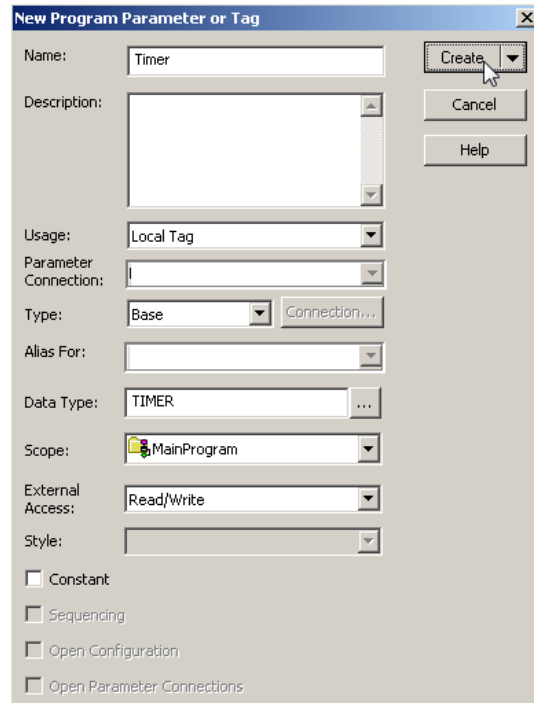 New Program Parameter or Tag
Name: Timer Create
Description: Cancel
Help
Usage: Local Tag
Parameter
Connection:
Type: Base Connection...
Alias For:
Data Type: TIMER ...
Scope: MainProgram
External
Access: Read/Write
Style:
Constant
Sequencing
Open Configuration
Open Parameter Connections